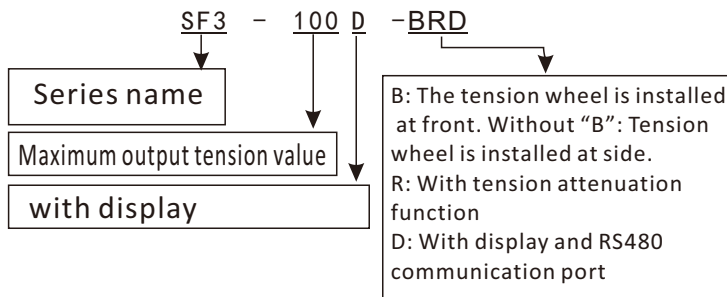 SF3 - 100 D -BRD
Series name
Maximum output tension value
with display
B: The tension wheel is installed
at front. Without “B”: Tension
wheel is installed at side.
R: With tension attenuation
function
D: With display and RS480
communication port